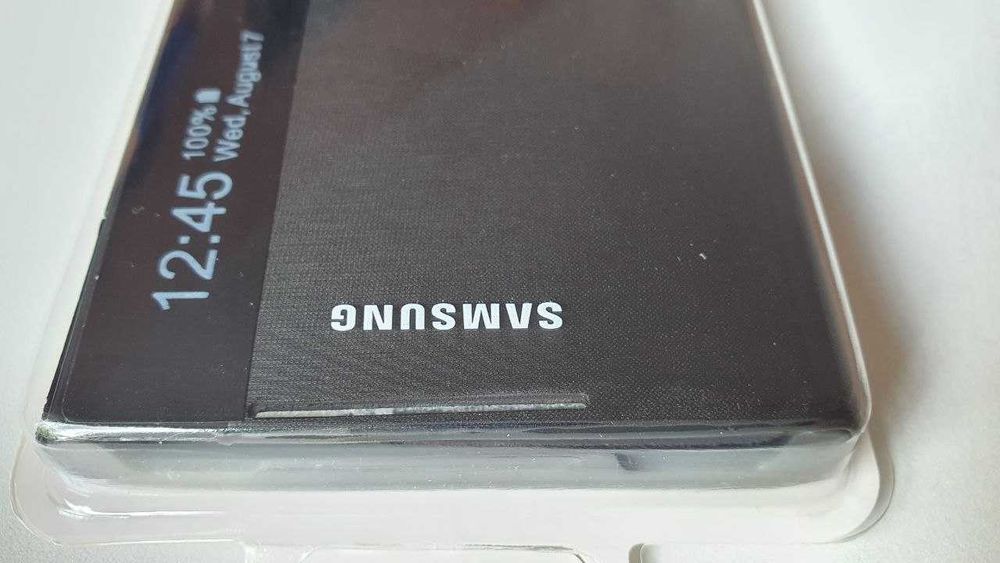 12:45
100%
Wed, August 7
SAMSUNG